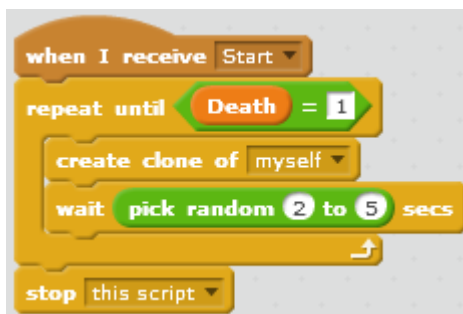 when I receive Start
repeat until Death = 1
create clone of myself
wait pick random 2 to 5 secs
stop this script